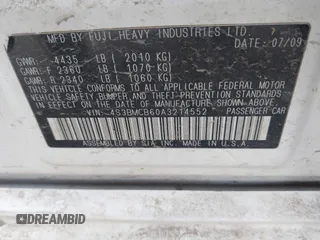 MFD BY FUJI HEAVY INDUSTRIES LTD.
DATE: 07/09
GVWR: 4435 LB ( 2010 KG)
GAWR: F 2360 LB ( 1070 KG)
GAWR: R 2340 LB ( 1060 KG)
THIS VEHICLE CONFORMS TO ALL APPLICABLE FEDERAL MOTOR
VEHICLE SAFETY, BUMPER AND THEFT PREVENTION STANDARDS
IN EFFECT ON THE DATE OF MANUFACTURE SHOWN ABOVE.
VIN: 4S3BMCB60A3214552 PASSENGER CAR
ASSEMBLED BY SIA, INC. MADE IN U.S.A.
DREAMBID
DREAMBID.COM